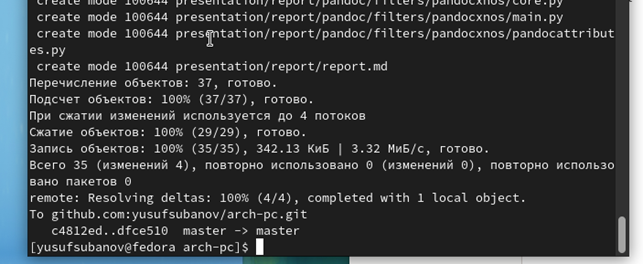 create mode 100644 presentation/report/pandoc/filters/pandocxnos/core.py
create mode 100644 presentation/report/pandoc/filters/pandocxnos/main.py
create mode 100644 presentation/report/pandoc/filters/pandocxnos/pandocattribut
es.py
create mode 100644 presentation/report/report.md
Перечисление объектов: 37, готово.
Подсчет объектов: 100% (37/37), готово.
При сжатии изменений используется до 4 потоков
Сжатие объектов: 100% (29/29), готово.
Запись объектов: 100% (35/35), 342.13 КиБ | 3.32 МиБ/с, готово.
Всего 35 (изменений 4), повторно использовано 0 (изменений 0), повторно использо
вано пакетов 0
remote: Resolving deltas: 100% (4/4), completed with 1 local object.
To github.com:yusufsubanov/arch-pc.git
c4812ed..dfce510  master -> master
[yusufsubanov@fedora arch-pc]$